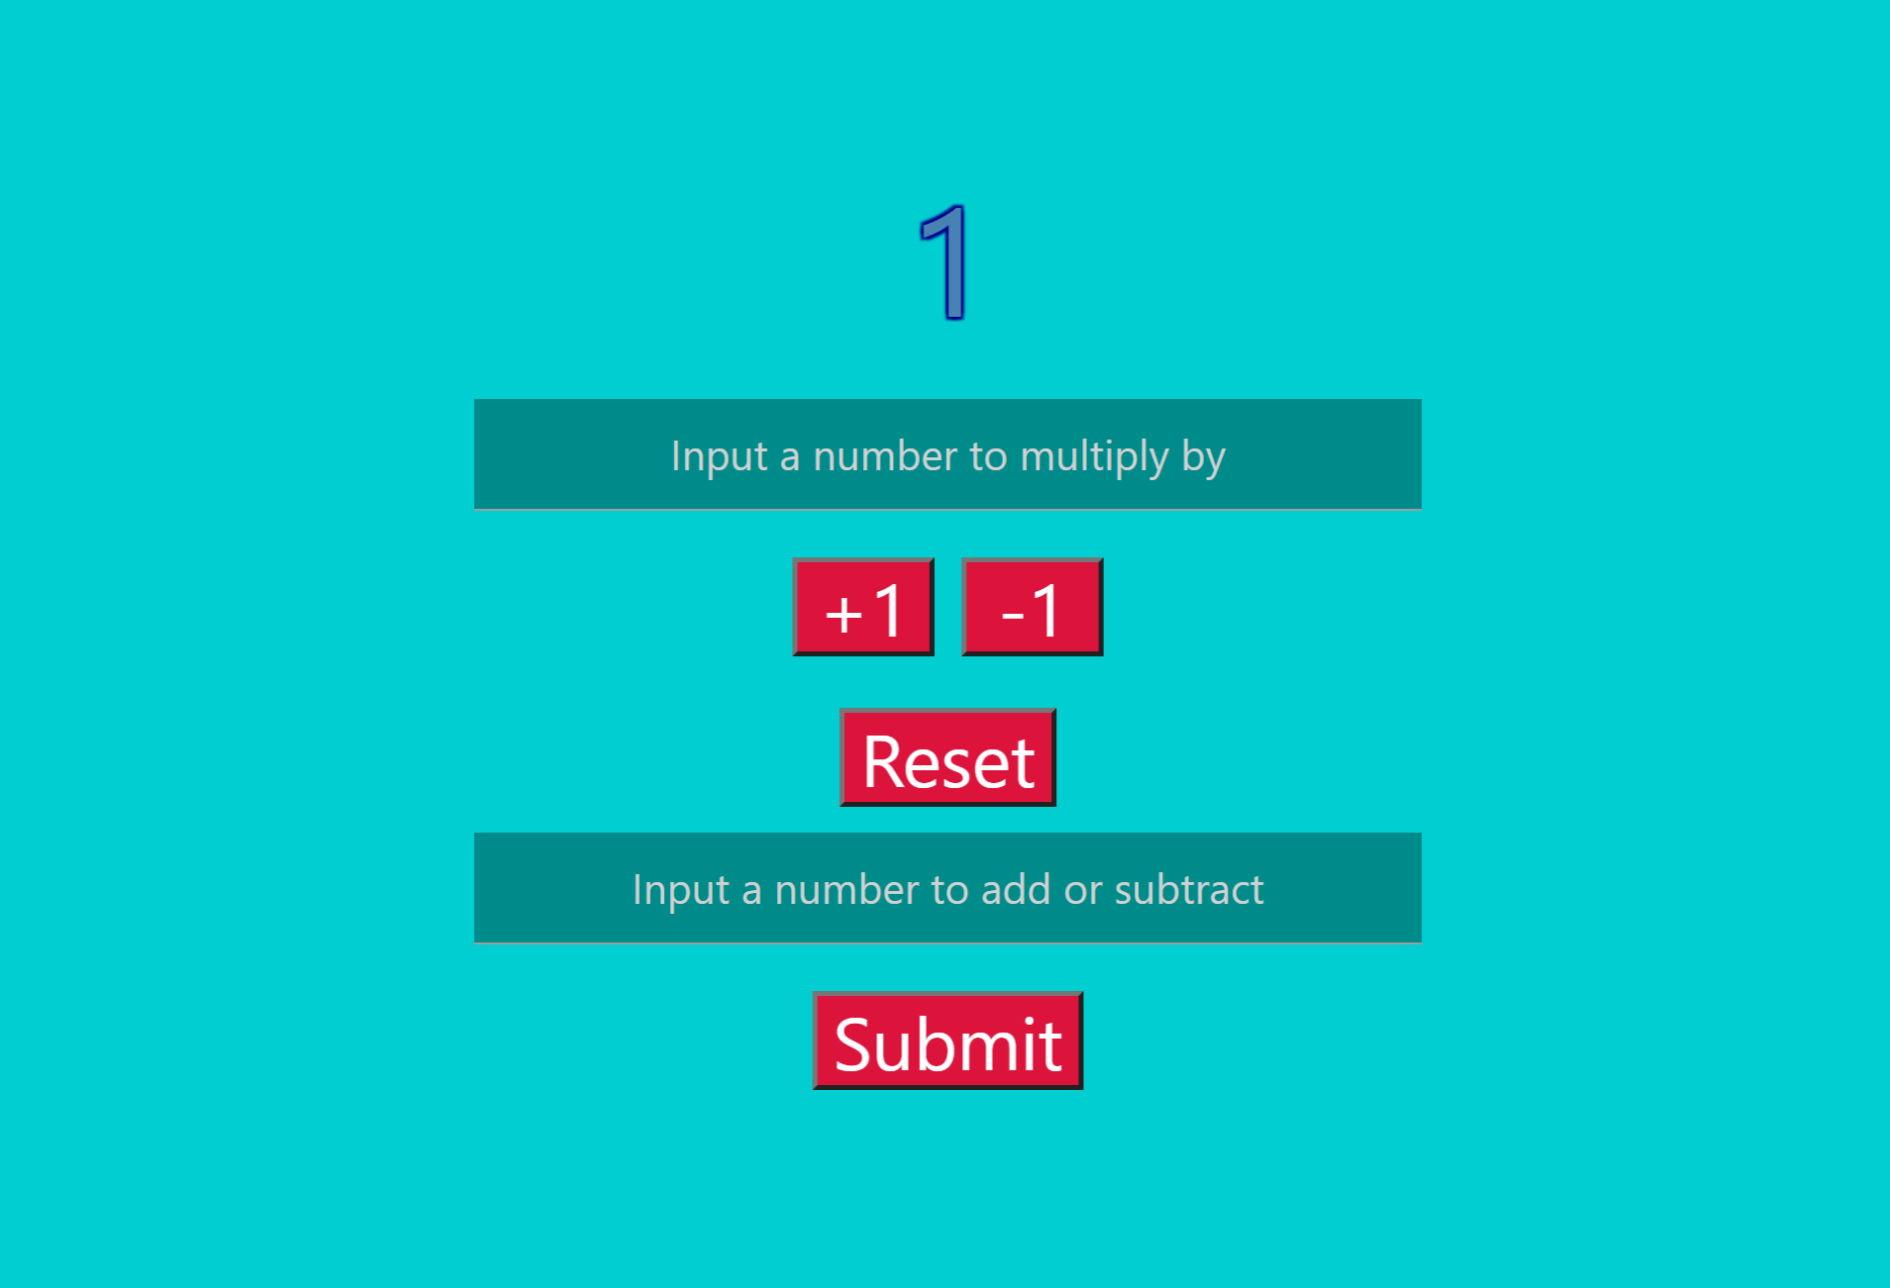 1
Input a number to multiply by
+1 -1
Reset
Input a number to add or subtract
Submit